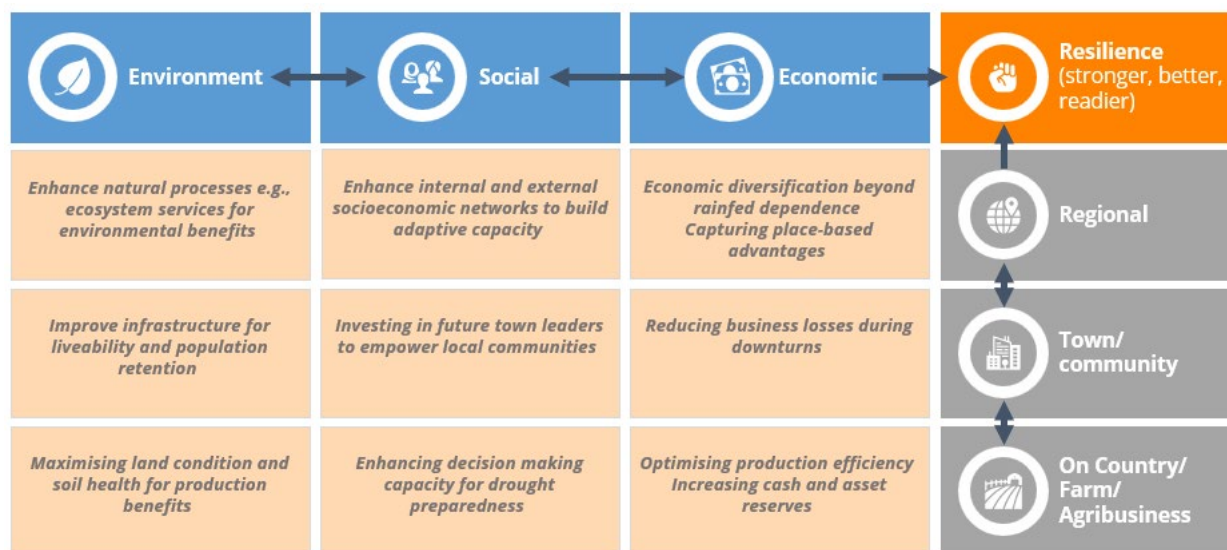 Environment
Social
Economic
Resilience
(stronger, better,
readier)
Enhance natural processes e.g.,
ecosystem services for
environmental benefits
Enhance internal and external
socioeconomic networks to build
adaptive capacity
Economic diversification beyond
rainfed dependence
Capturing place-based
advantages
Regional
Improve infrastructure for
liveability and population
retention
Investing in future town leaders
to empower local communities
Reducing business losses during
downturns
Town/
community
Maximising land condition and
soil health for production
benefits
Enhancing decision making
capacity for drought
preparedness
Optimising production efficiency
Increasing cash and asset
reserves
On Country/
Farm/
Agribusiness